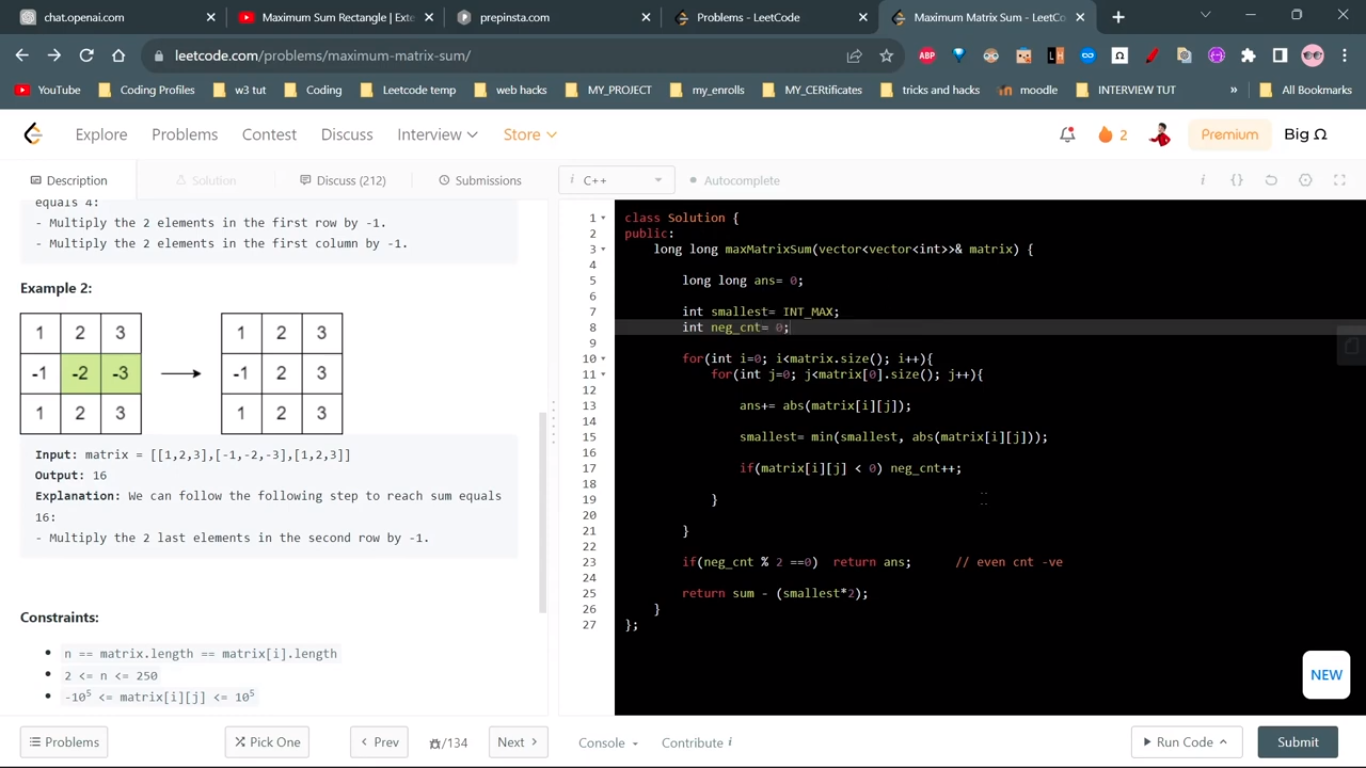 chat.openai.com
Maximum Sum Rectangle | Exte
prepinsta.com
Problems - LeetCode
Maximum Matrix Sum - LeetCo
leetcode.com/problems/maximum-matrix-sum/
ABP
LH
YouTube
Coding Profiles
w3 tut
Coding
Leetcode temp
web hacks
MY_PROJECT
my_enrolls
MY_CERtificates
tricks and hacks
moodle
INTERVIEW TUT
»
All Bookmarks
Explore
Problems
Contest
Discuss
Interview
Store
2
Premium
Big Ω
Description
Solution
Discuss (212)
Submissions
i C++
Autocomplete
i
{}
equals 4:
- Multiply the 2 elements in the first row by -1.
- Multiply the 2 elements in the first column by -1.
Example 2:
1 2 3 1 2 3
-1 -2 -3 -1 2 3
1 2 3 1 2 3
Input: matrix = [[1,2,3],[-1,-2,-3],[1,2,3]]
Output: 16
Explanation: We can follow the following step to reach sum equals
16:
- Multiply the 2 last elements in the second row by -1.
Constraints:
n == matrix.length == matrix[i].length
2 <= n <= 250
-10⁵ <= matrix[i][j] <= 10⁵
1 class Solution {
2 public:
3 long long maxMatrixSum(vector<vector<int>>& matrix) {
4
5 long long ans= 0;
6
7 int smallest= INT_MAX;
8 int neg_cnt= 0;
9
10 for(int i=0; i<matrix.size(); i++){
11 for(int j=0; j<matrix[0].size(); j++){
12
13 ans+= abs(matrix[i][j]);
14
15 smallest= min(smallest, abs(matrix[i][j]));
16
17 if(matrix[i][j] < 0) neg_cnt++;
18
19 }
20
21 }
22
23 if(neg_cnt % 2 ==0) return ans; // even cnt -ve
24
25 return sum - (smallest*2);
26 }
27 };
NEW
Problems
Pick One
Prev
/134
Next
Console
Contribute i
Run Code
Submit